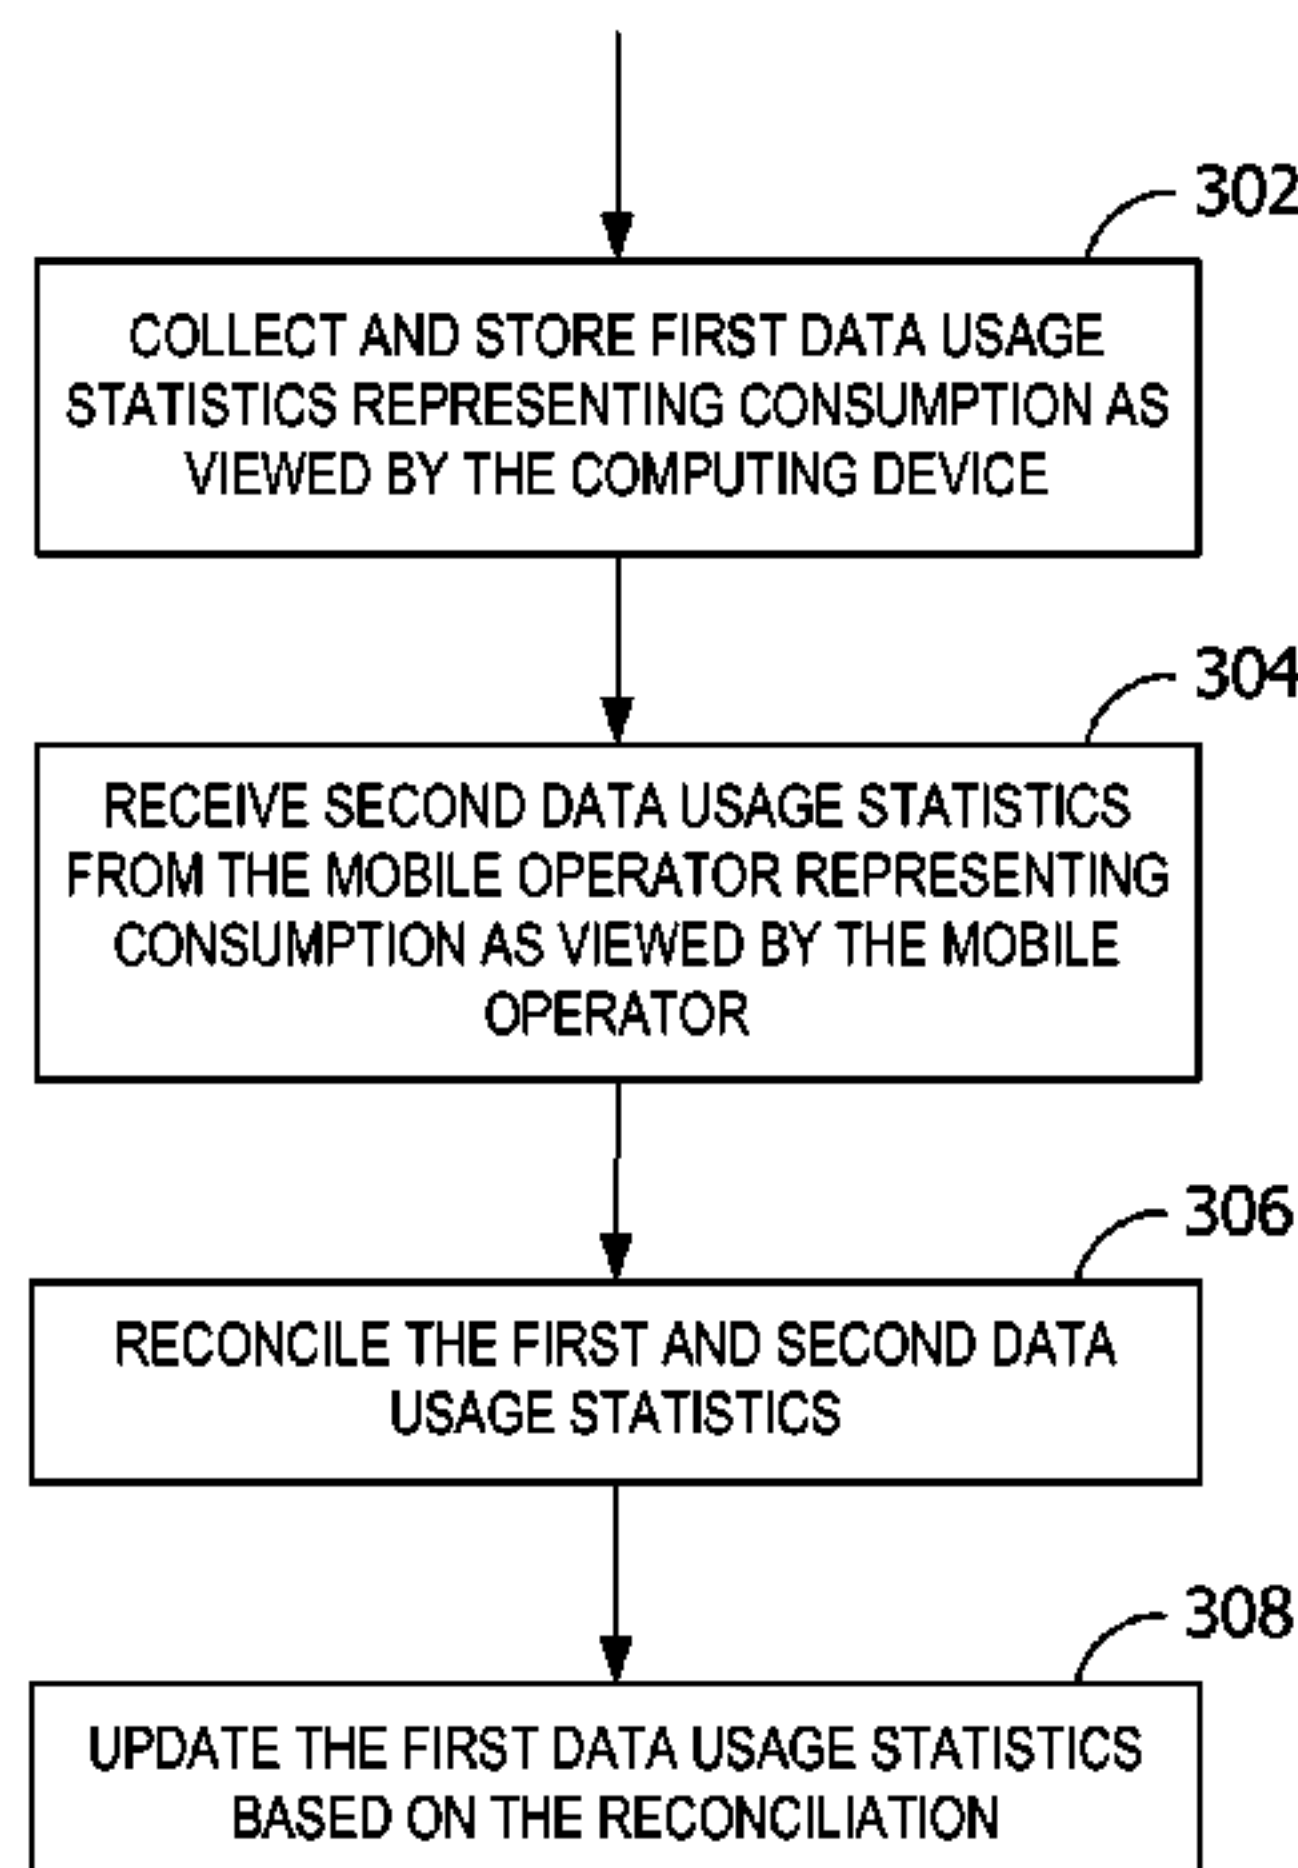 302
COLLECT AND STORE FIRST DATA USAGE
STATISTICS REPRESENTING CONSUMPTION AS
VIEWED BY THE COMPUTING DEVICE
304
RECEIVE SECOND DATA USAGE STATISTICS
FROM THE MOBILE OPERATOR REPRESENTING
CONSUMPTION AS VIEWED BY THE MOBILE
OPERATOR
306
RECONCILE THE FIRST AND SECOND DATA
USAGE STATISTICS
308
UPDATE THE FIRST DATA USAGE STATISTICS
BASED ON THE RECONCILIATION